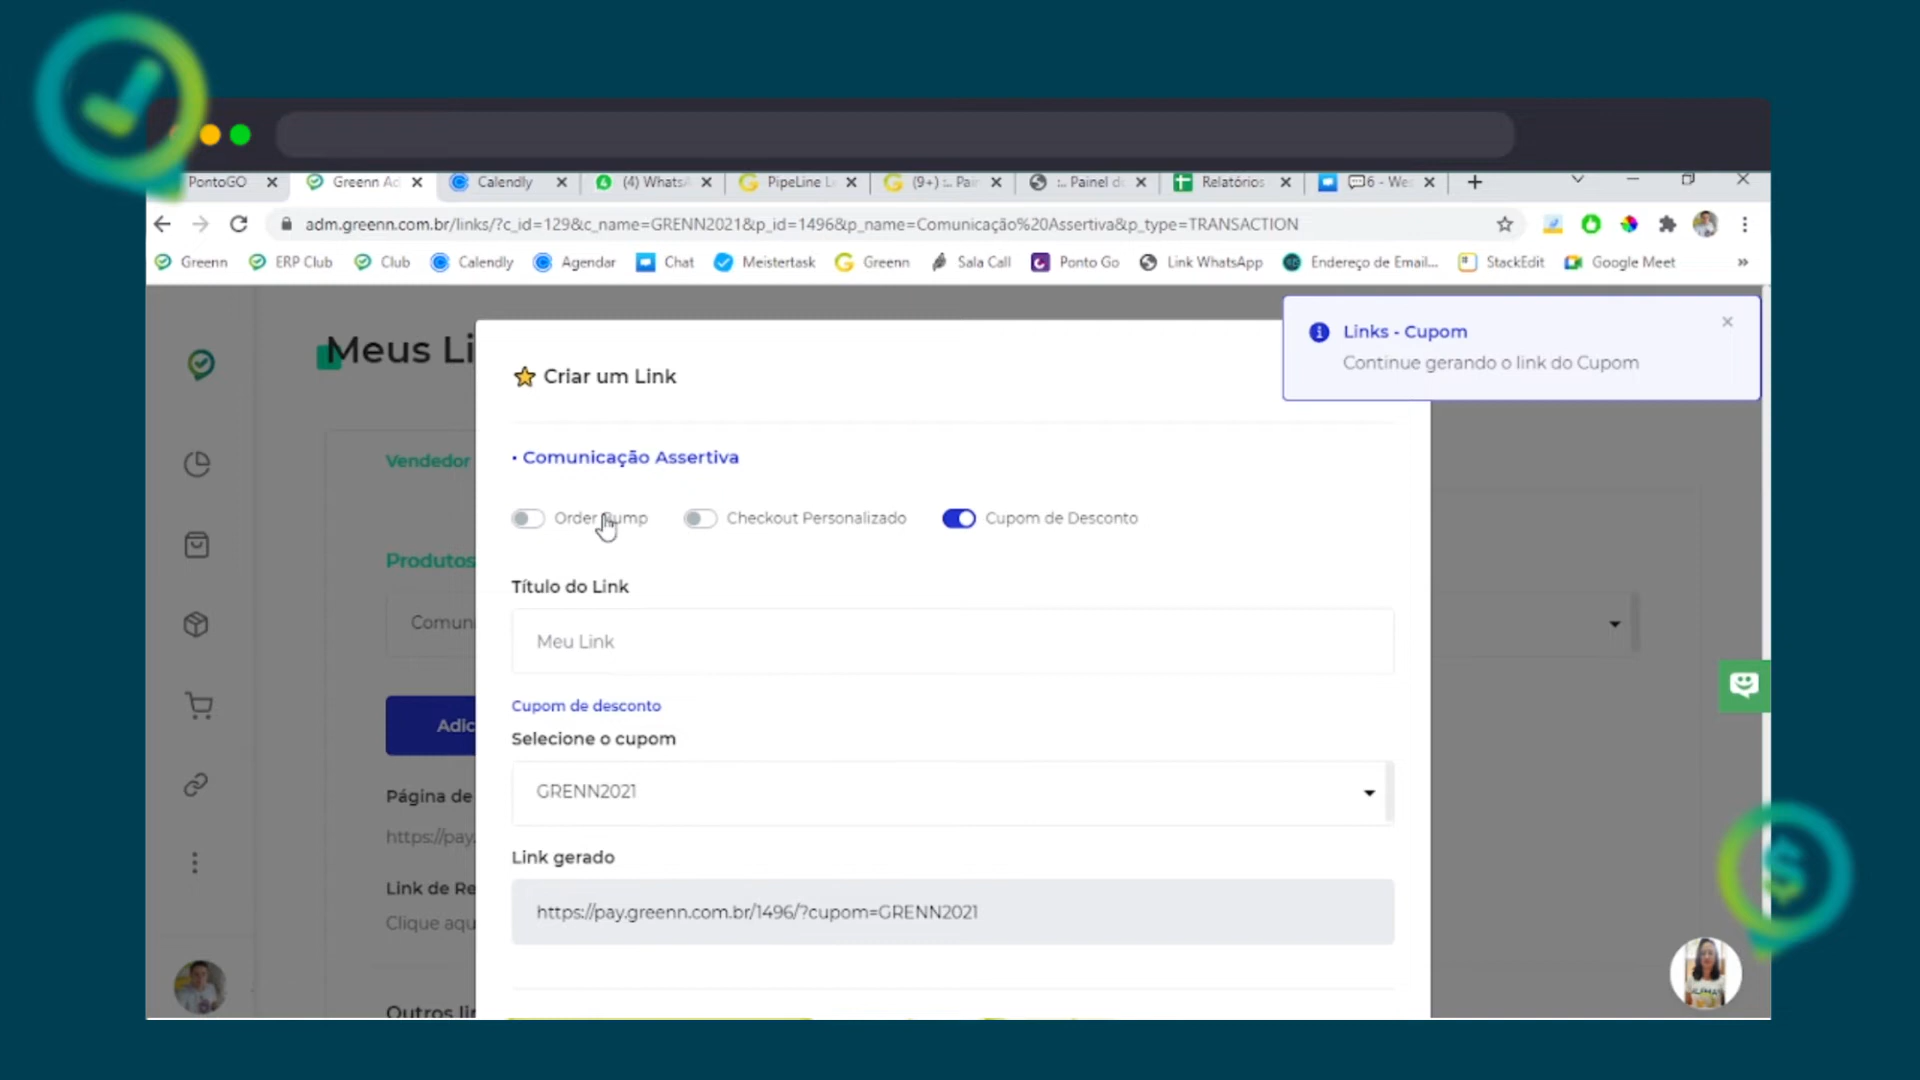 PontoGO
Greenn Ad
Calendly
(4) WhatsA
PipeLine L
(9+) :. Pai
:. Painel d
Relatórios
6 - We
adm.greenn.com.br/links/?c_id=129&c_name=GRENN2021&p_id=1496&p_name=Comunicação%20Assertiva&p_type=TRANSACTION
Greenn
ERP Club
Club
Calendly
Agendar
Chat
Meistertask
Greenn
Sala Call
Ponto Go
Link WhatsApp
Endereço de Email...
StackEdit
Google Meet
»
Links - Cupom
Continue gerando o link do Cupom
Meus Li
Criar um Link
• Comunicação Assertiva
Vendedor
Order Bump
Checkout Personalizado
Cupom de Desconto
Produtos
Título do Link
Comun
Meu Link
Cupom de desconto
Adic
Selecione o cupom
GRENN2021
Página de
https://pay.
Link gerado
Link de Re
https://pay.greenn.com.br/1496/?cupom=GRENN2021
Clique aqu
Outros lin